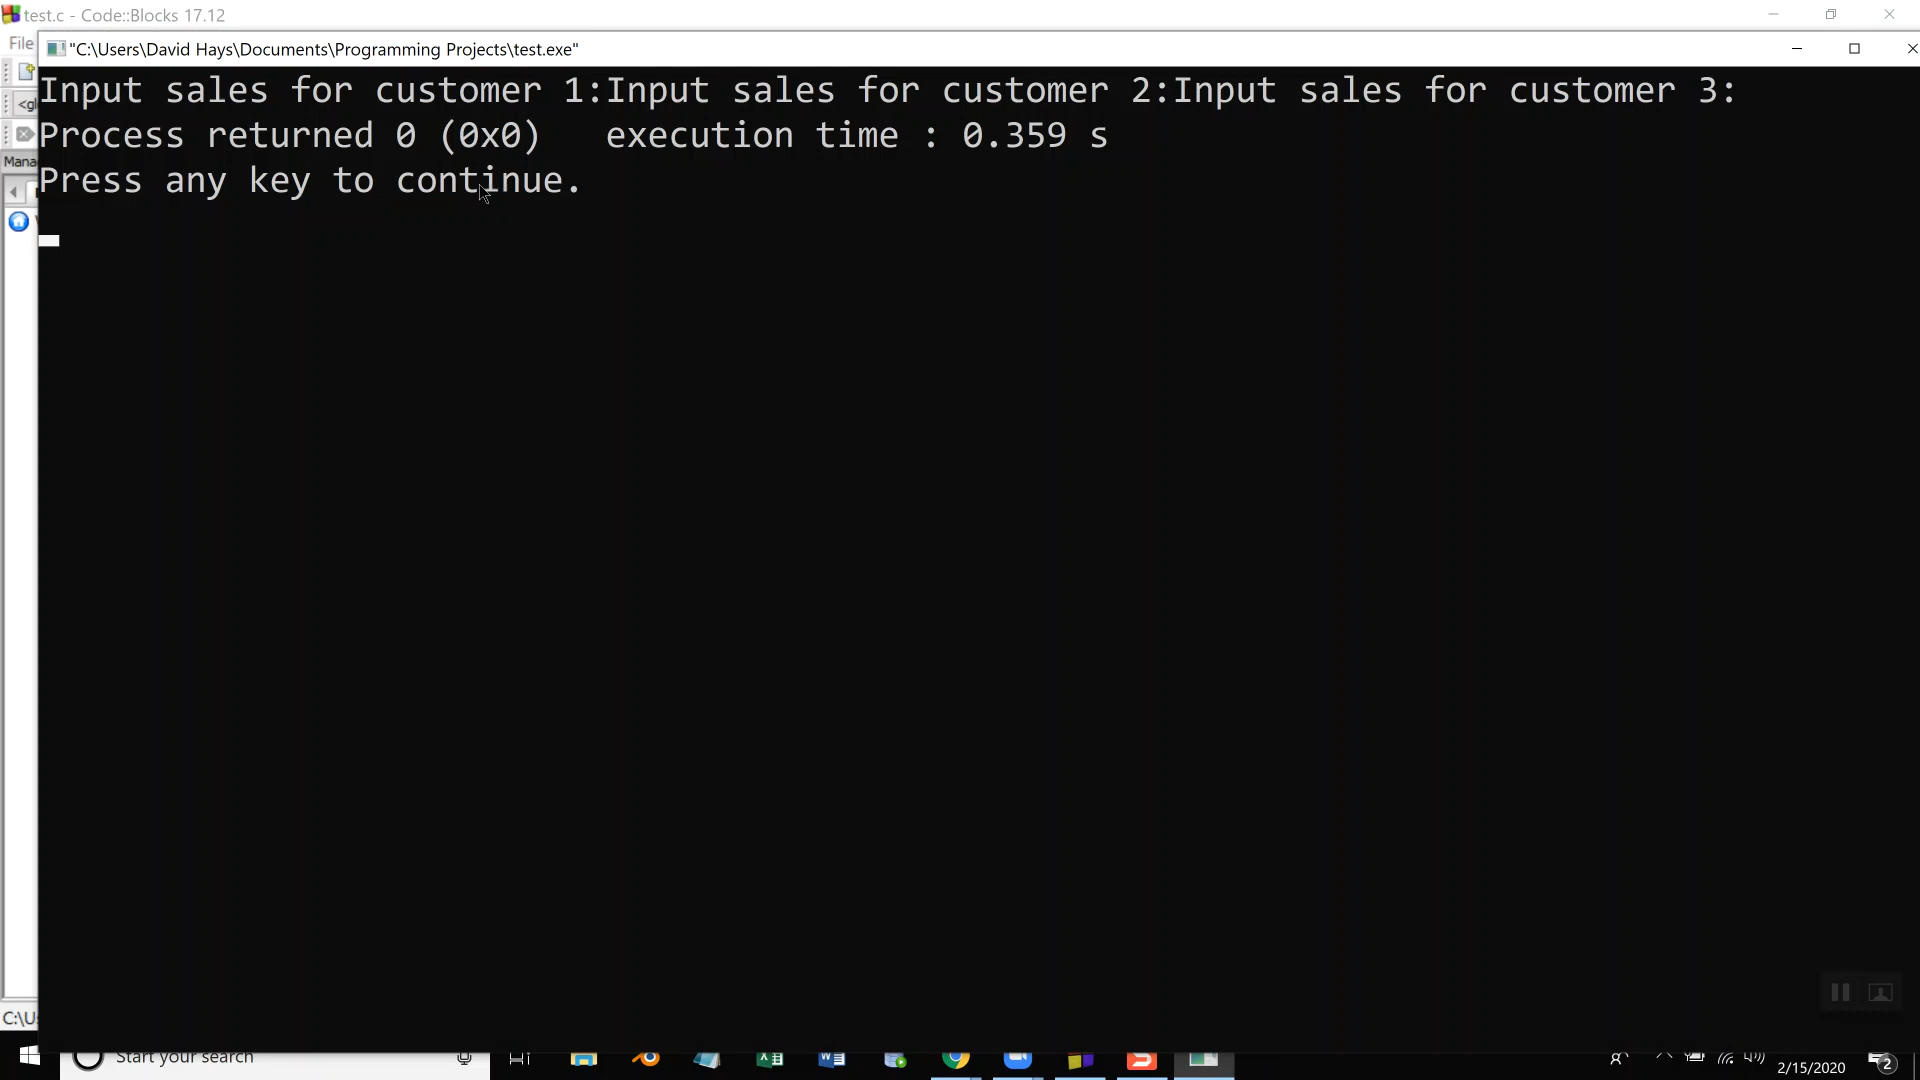 test.c - Code::Blocks 17.12
File
"C:\Users\David Hays\Documents\Programming Projects\test.exe"
Input sales for customer 1:Input sales for customer 2:Input sales for customer 3:
<gl
Process returned 0 (0x0)   execution time : 0.359 s
Mana
Press any key to continue.
C:\U
Start your search
2/15/2020
2